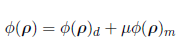 ϕ(𝝆) = ϕ(𝝆)_d + μϕ(𝝆)_m